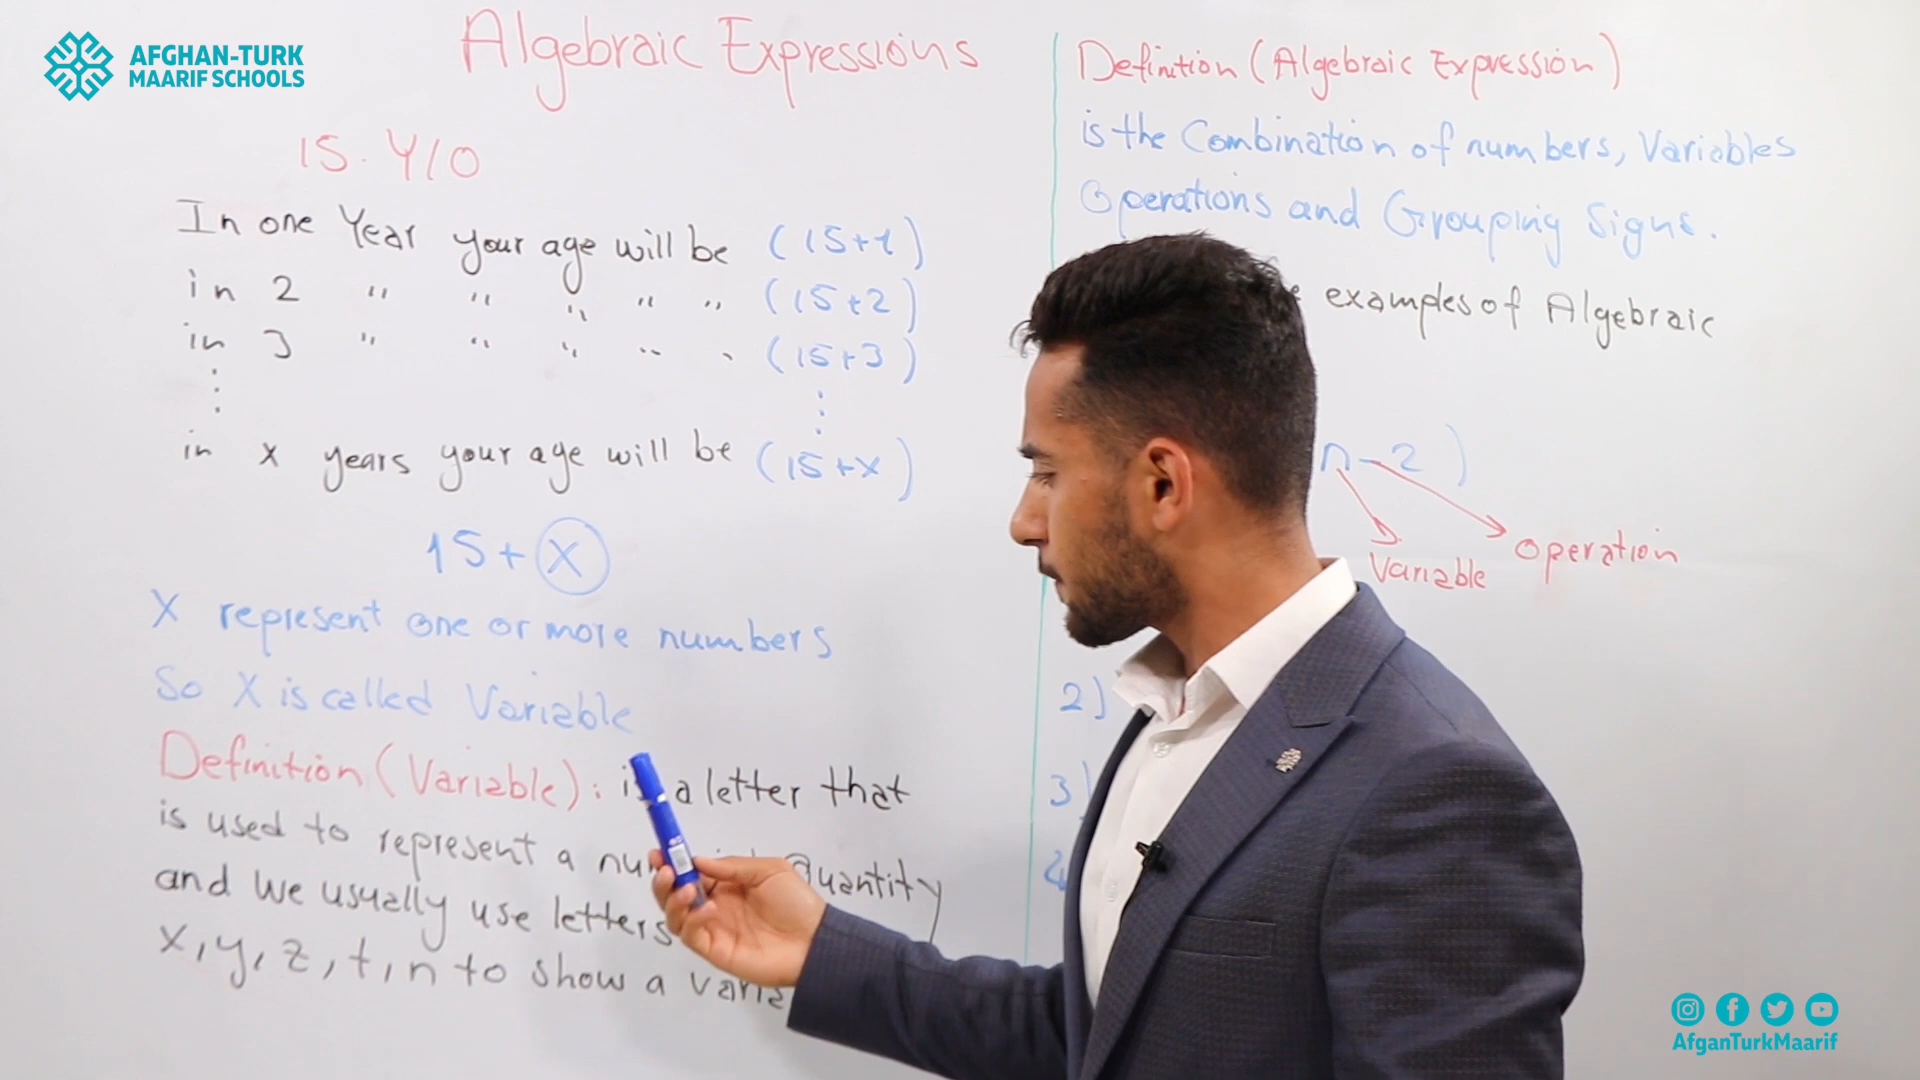 AFGHAN-TURK
MAARIF SCHOOLS
Algebraic Expressions
15 Y/O
In one Year your age will be (15+1)
in 2 " " " " " (15+2)
in 3 " " " " " (15+3)
in x years your age will be (15+x)
15+x
X represent one or more numbers
So X is called Variable
Definition (Variable): is a letter that
is used to represent a Quantity
and we usually use letters
x, y, z, t, n to show a
Definition (Algebraic Expression)
is the Combination of numbers, Variables
Operations and Grouping Signs.
examples of Algebraic
n - 2)
Variable
operation
2)
3)
AfganTurkMaarif